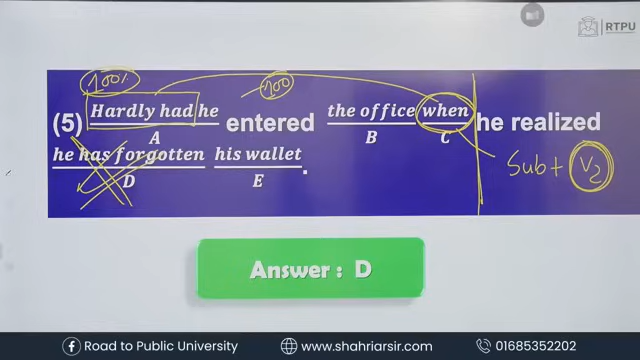 RTPU
100%
100
(5) Hardly had he entered the office when he realized
A B C
he has forgotten his wallet.
D E
Sub + V2
Answer : D
Road to Public University www.shahriarsir.com 01685352202